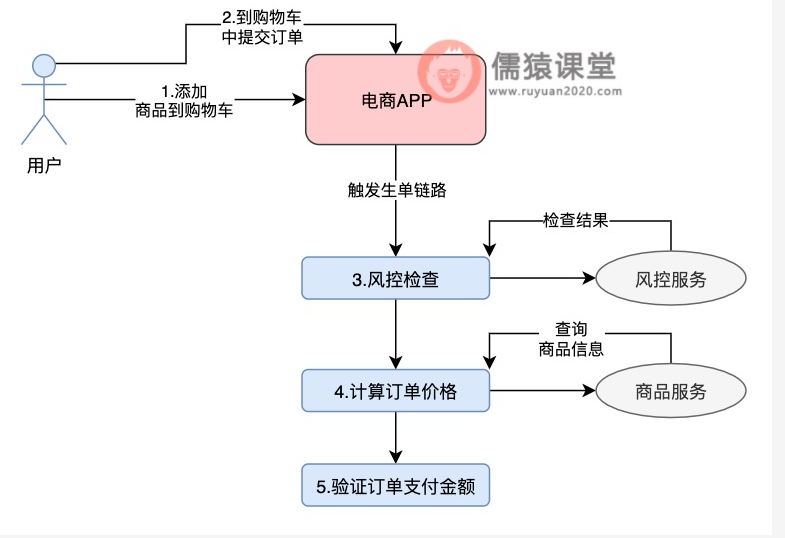 2.到购物车
中提交订单
儒猿课堂
www.ruyuan2020.com
1.添加
商品到购物车
电商APP
用户
触发生单链路
检查结果
3.风控检查
风控服务
查询
商品信息
4.计算订单价格
商品服务
5.验证订单支付金额